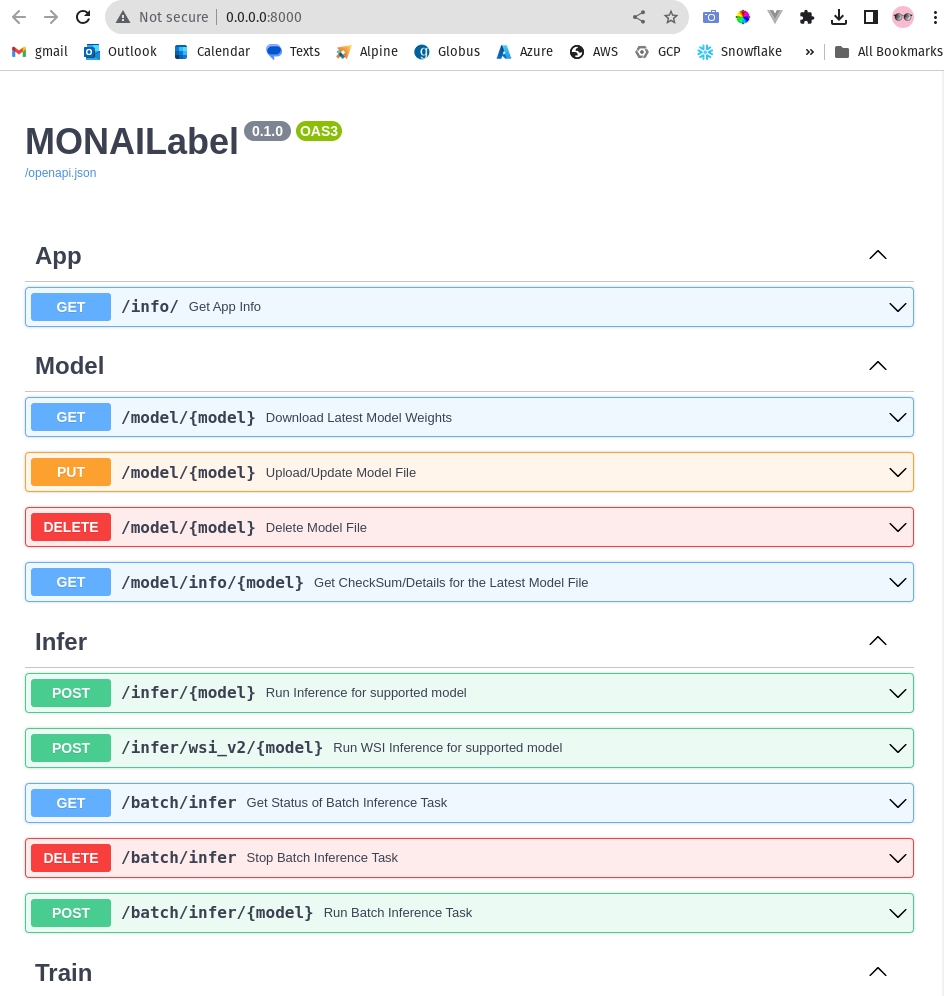 Not secure 0.0.0.0:8000
gmail Outlook Calendar Texts Alpine Globus Azure AWS GCP Snowflake » All Bookmarks
MONAILabel 0.1.0 OAS3
/openapi.json
App
GET /info/ Get App Info
Model
GET /model/{model} Download Latest Model Weights
PUT /model/{model} Upload/Update Model File
DELETE /model/{model} Delete Model File
GET /model/info/{model} Get CheckSum/Details for the Latest Model File
Infer
POST /infer/{model} Run Inference for supported model
POST /infer/wsi_v2/{model} Run WSI Inference for supported model
GET /batch/infer Get Status of Batch Inference Task
DELETE /batch/infer Stop Batch Inference Task
POST /batch/infer/{model} Run Batch Inference Task
Train